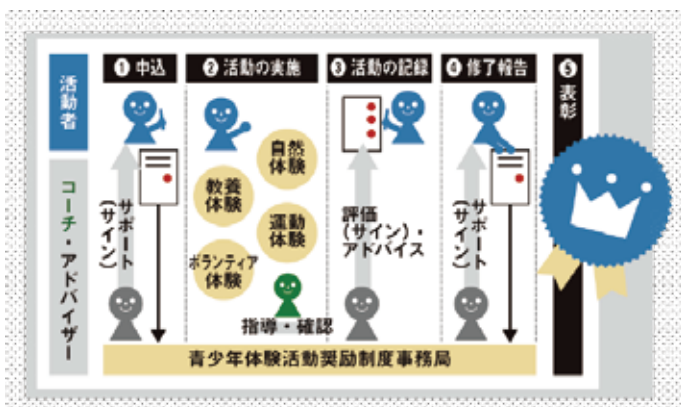 ❶ 申込
❷ 活動の実施
❸ 活動の記録
❹ 修了報告
❺ 表彰
活動者
コーチ・アドバイザー
サポート
(サイン)
自然
体験
教養
体験
運動
体験
ボランティア
体験
指導・確認
評価
(サイン)・
アドバイス
サポート
(サイン)
青少年体験活動奨励制度事務局